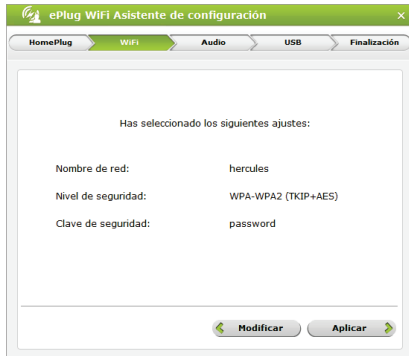 ePlug WiFi Asistente de configuración ×
HomePlug WiFi Audio USB Finalización
Has seleccionado los siguientes ajustes:
Nombre de red: hercules
Nivel de seguridad: WPA-WPA2 (TKIP+AES)
Clave de seguridad: password
Modificar Aplicar